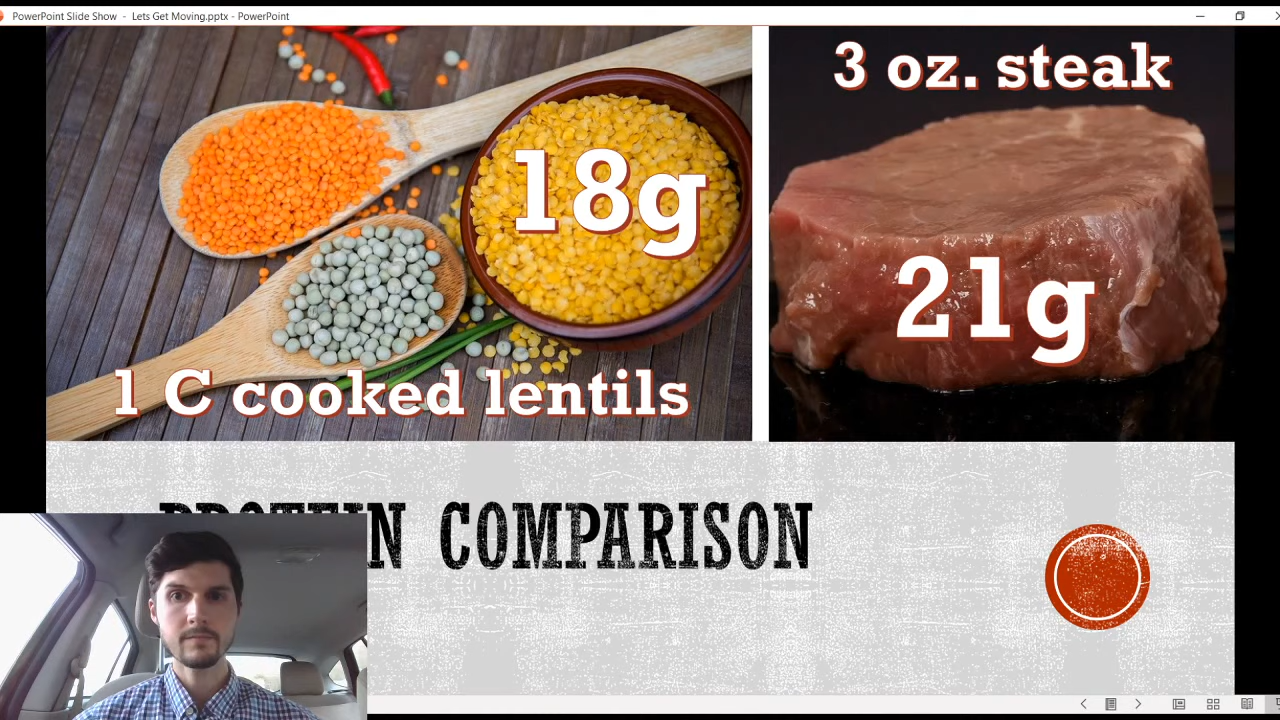 PowerPoint Slide Show - Lets Get Moving.pptx - PowerPoint
3 oz. steak
18g
21g
1 C cooked lentils
COMPARISON